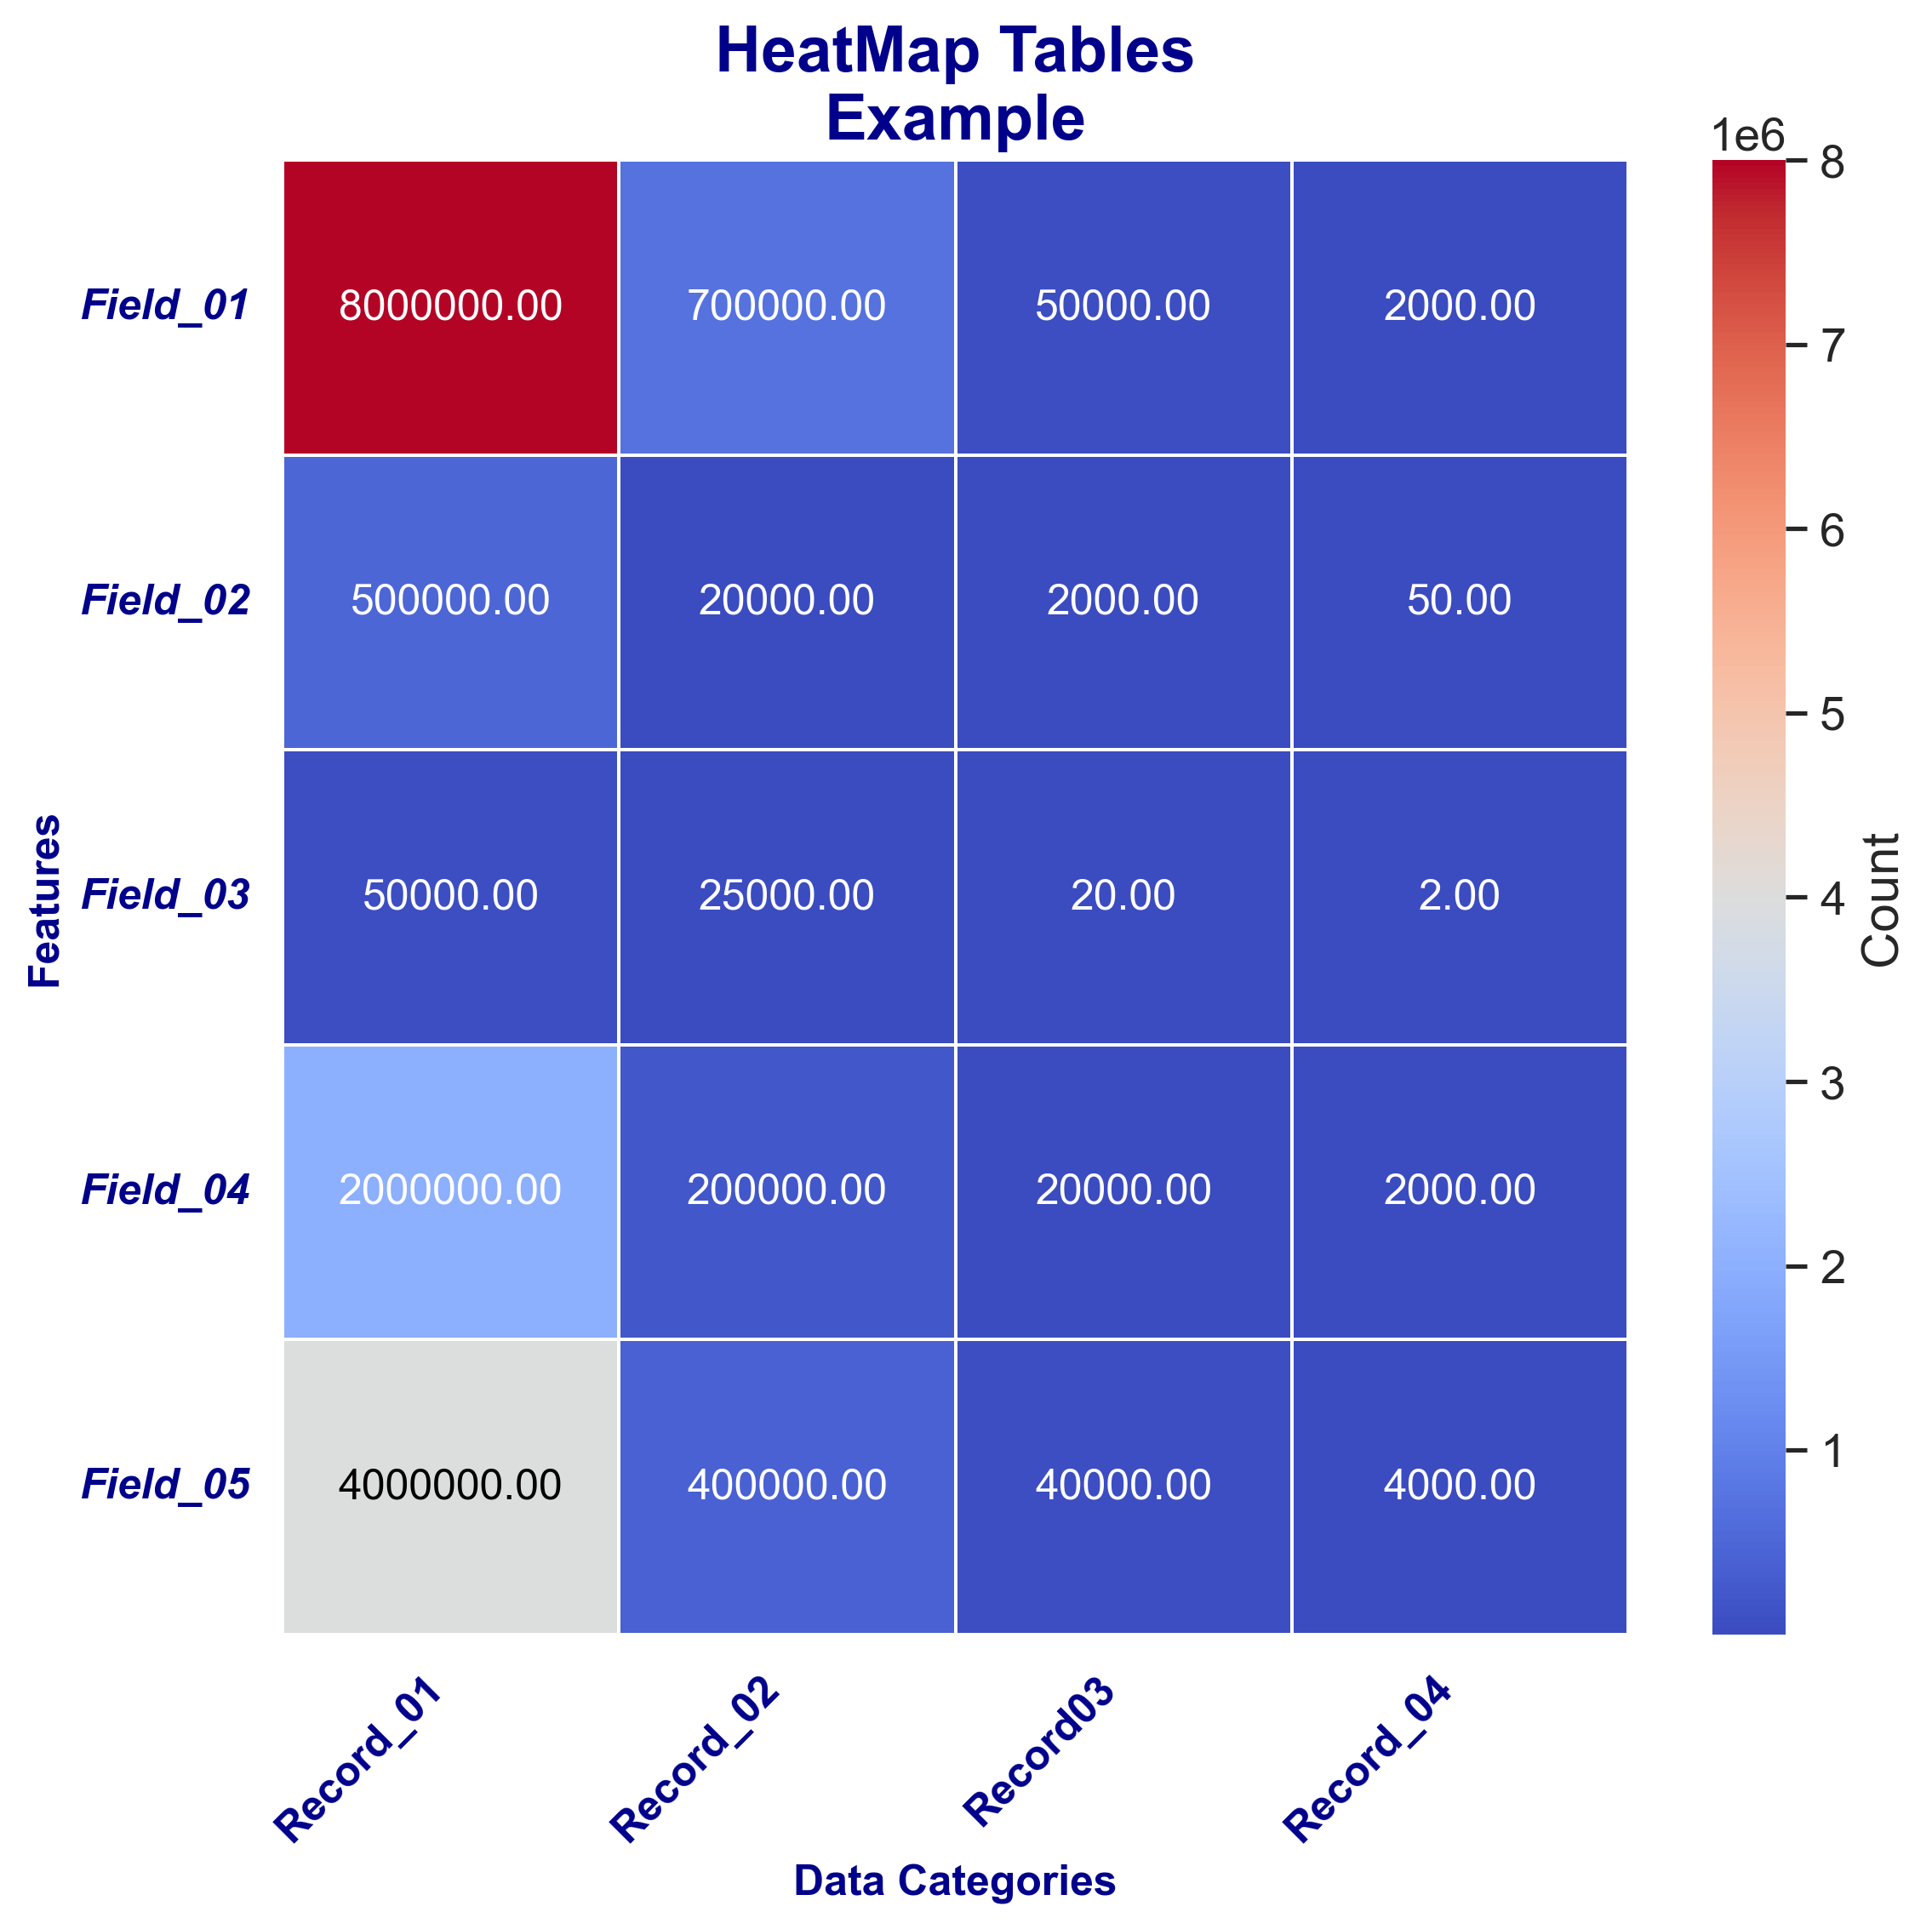 HeatMap Tables
Example
1e6
8
7
6
5
4
3
2
1
Count
Features
Field_01 8000000.00 700000.00 50000.00 2000.00
Field_02 500000.00 20000.00 2000.00 50.00
Field_03 50000.00 25000.00 20.00 2.00
Field_04 2000000.00 200000.00 20000.00 2000.00
Field_05 4000000.00 400000.00 40000.00 4000.00
Record_01 Record_02 Record03 Record_04
Data Categories